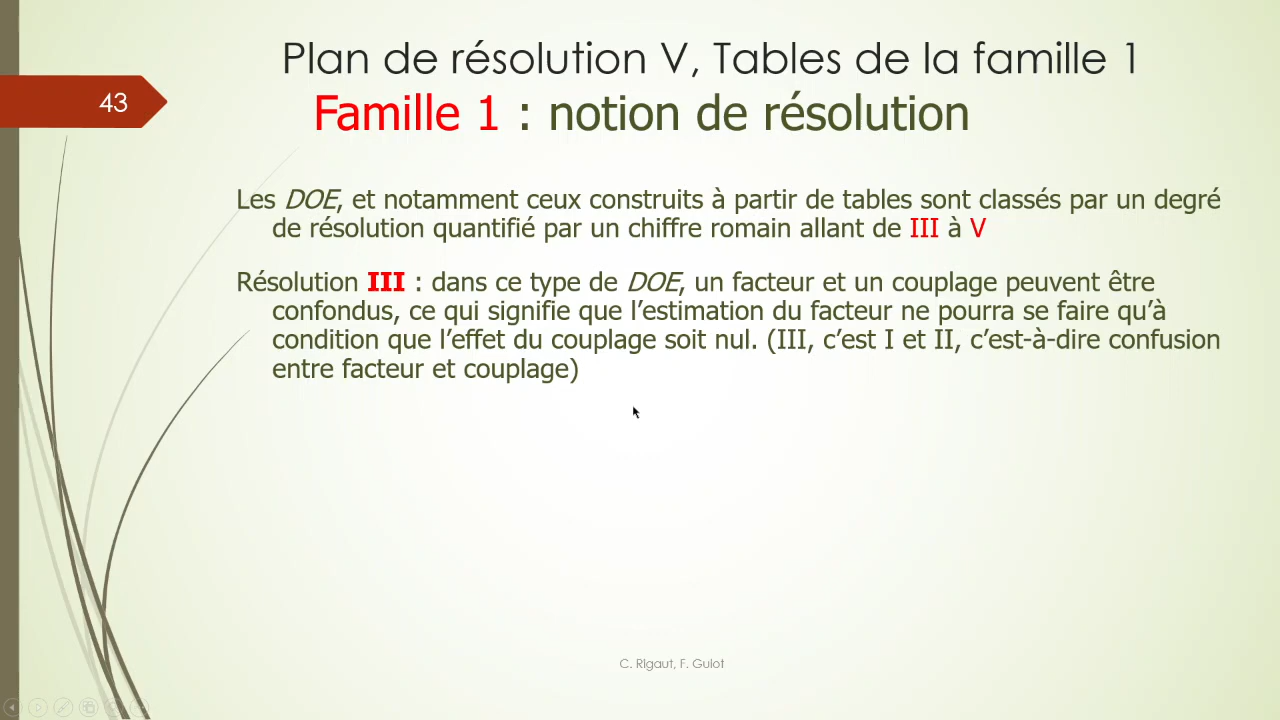 Plan de résolution V, Tables de la famille 1
43
Famille 1 : notion de résolution
Les DOE, et notamment ceux construits à partir de tables sont classés par un degré
de résolution quantifié par un chiffre romain allant de III à V
Résolution III : dans ce type de DOE, un facteur et un couplage peuvent être
confondus, ce qui signifie que l’estimation du facteur ne pourra se faire qu’à
condition que l’effet du couplage soit nul. (III, c’est I et II, c’est-à-dire confusion
entre facteur et couplage)
C. Rigaut, F. Guiot